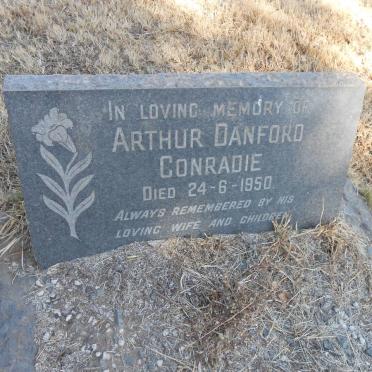 IN LOVING MEMORY OF
ARTHUR DANFORD
CONRADIE
DIED 24-6-1950
ALWAYS REMEMBERED BY HIS
LOVING WIFE AND CHILDREN